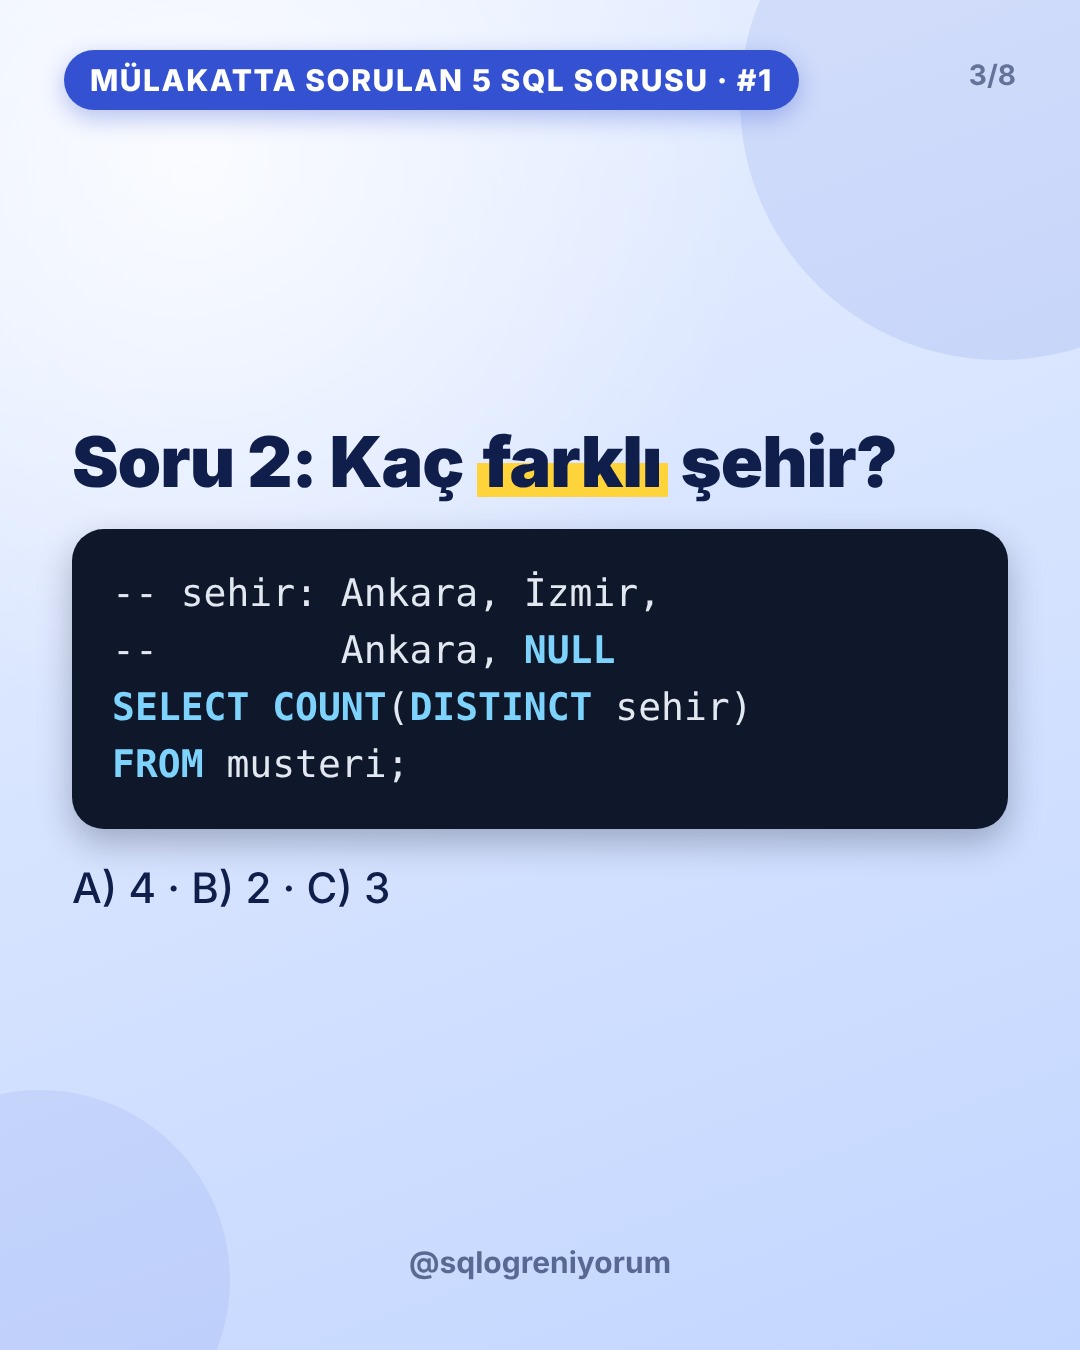 MÜLAKATTA SORULAN 5 SQL SORUSU · #1
3/8
Soru 2: Kaç farklı şehir?
-- sehir: Ankara, İzmir,
--        Ankara, NULL
SELECT COUNT(DISTINCT sehir)
FROM musteri;
A) 4 · B) 2 · C) 3
@sqlogreniyorum